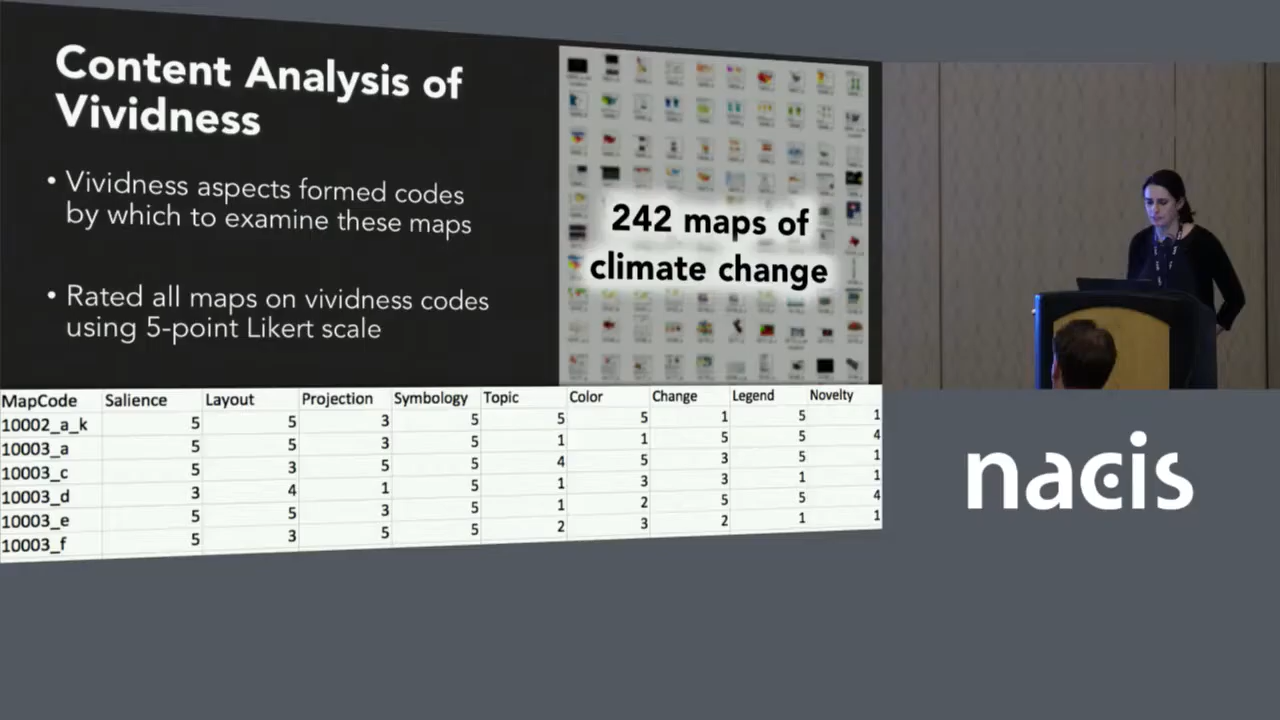 Content Analysis of
Vividness
• Vividness aspects formed codes
by which to examine these maps
• Rated all maps on vividness codes
using 5-point Likert scale
242 maps of
climate change
MapCode Salience Layout Projection Symbology Topic Color Change Legend Novelty
10002_a_k 5 5 3 5 5 5 1 5 1
10003_a 5 5 3 5 1 1 5 5 4
10003_c 5 3 5 5 4 5 3 5 1
10003_d 3 4 1 5 1 3 3 1 1
10003_e 5 5 3 5 1 2 5 5 4
10003_f 5 3 5 5 2 3 2 1 1
nacis